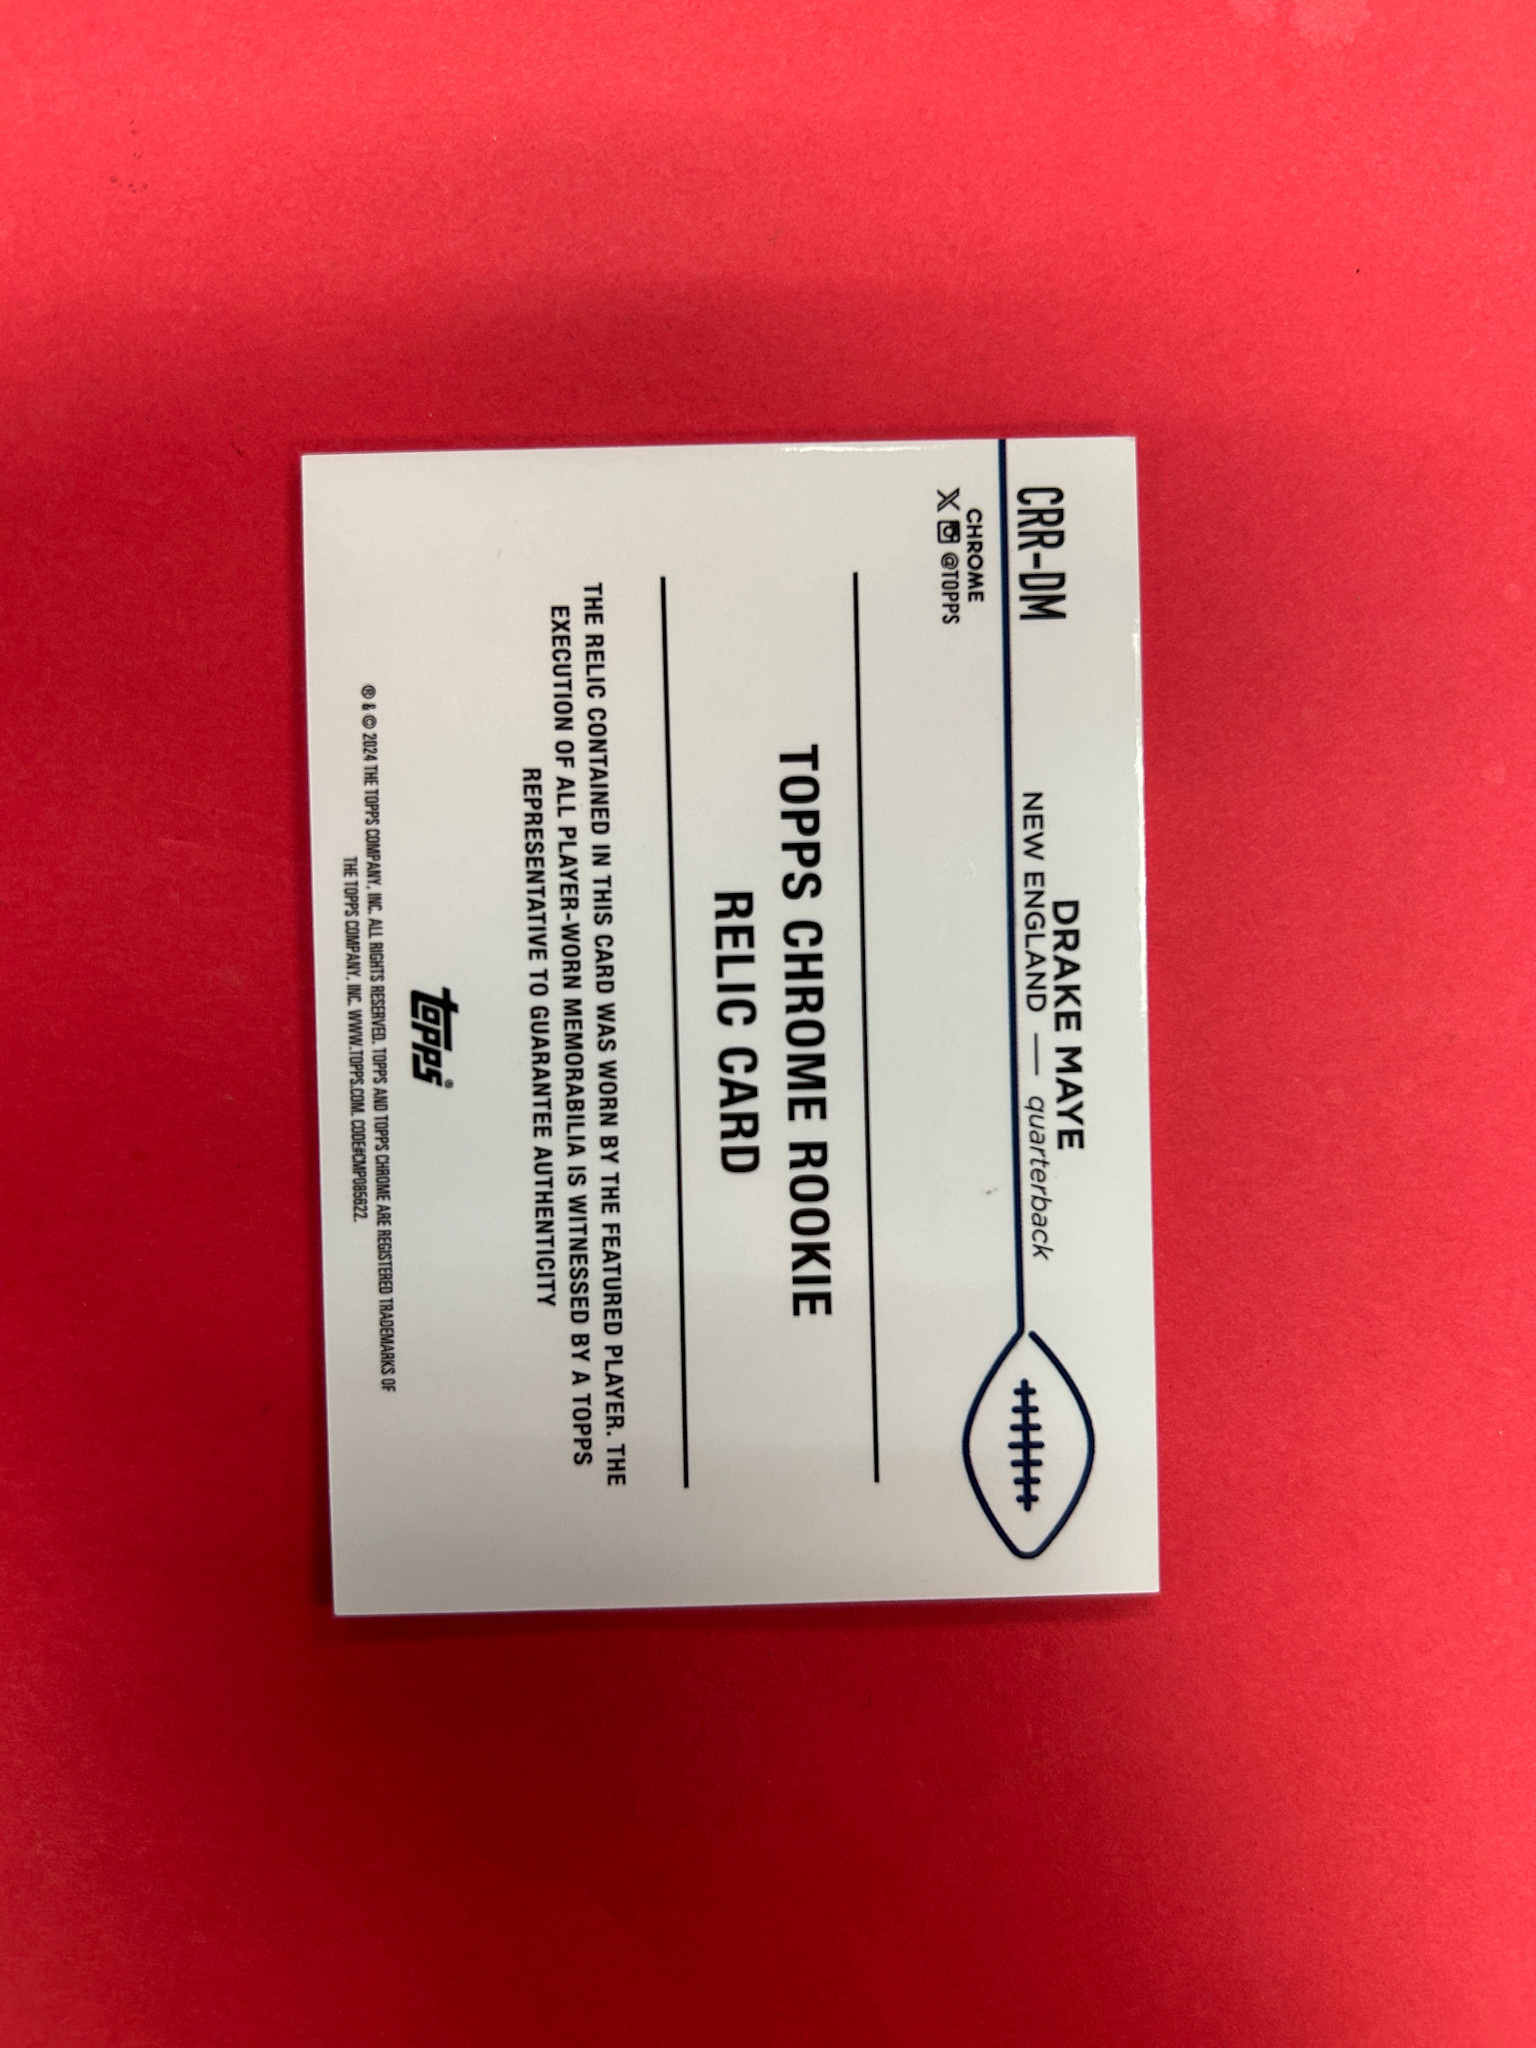 CRR-DM
DRAKE MAYE
NEW ENGLAND — quarterback
CHROME
X @TOPPS
TOPPS CHROME ROOKIE
RELIC CARD
THE RELIC CONTAINED IN THIS CARD WAS WORN BY THE FEATURED PLAYER. THE
EXECUTION OF ALL PLAYER-WORN MEMORABILIA IS WITNESSED BY A TOPPS
REPRESENTATIVE TO GUARANTEE AUTHENTICITY
topps®
® & © 2024 THE TOPPS COMPANY, INC. ALL RIGHTS RESERVED. TOPPS AND TOPPS CHROME ARE REGISTERED TRADEMARKS OF
THE TOPPS COMPANY, INC. WWW.TOPPS.COM. CODE#CMP085622.